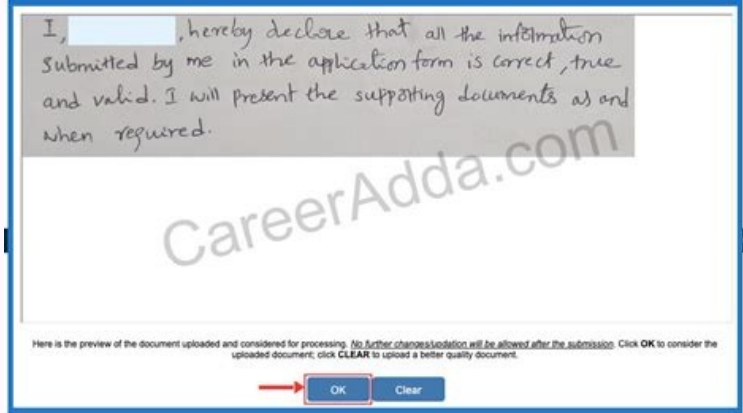 I, , hereby declare that all the information
Submitted by me in the application form is correct, true
and valid. I will present the supporting documents as and
when required.
CareerAdda.com
Here is the preview of the document uploaded and considered for processing. No further changes/updation will be allowed after the submission. Click OK to consider the
uploaded document; click CLEAR to upload a better quality document.
OK Clear